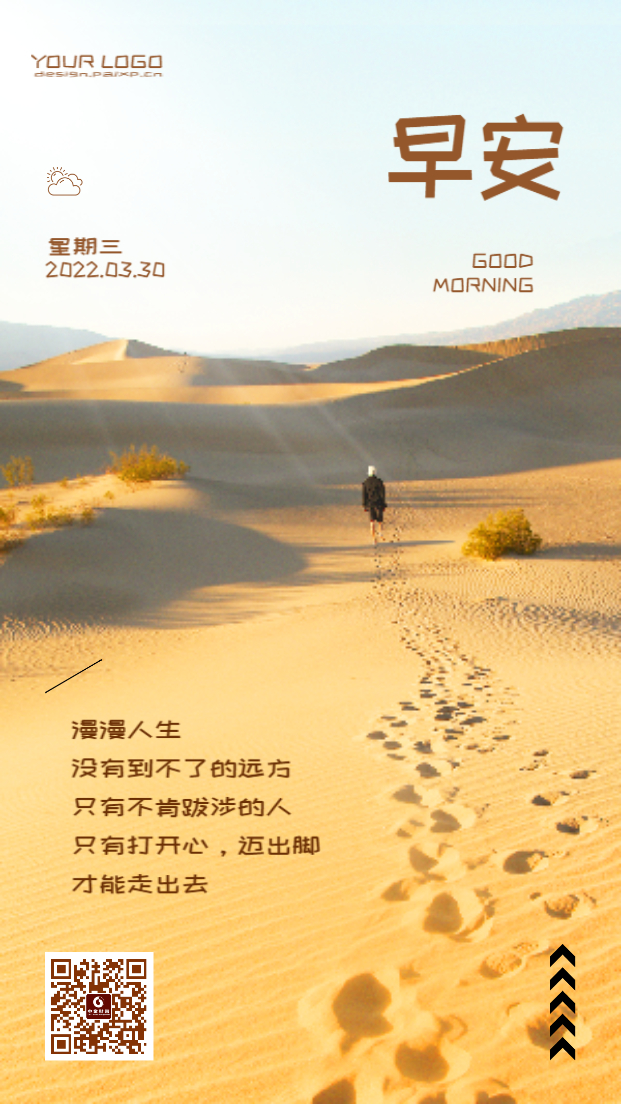 YOUR LOGO
design.paixp.cn
早安
星期三
2022.03.30
GOOD
MORNING
漫漫人生
没有到不了的远方
只有不肯跋涉的人
只有打开心，迈出脚
才能走出去